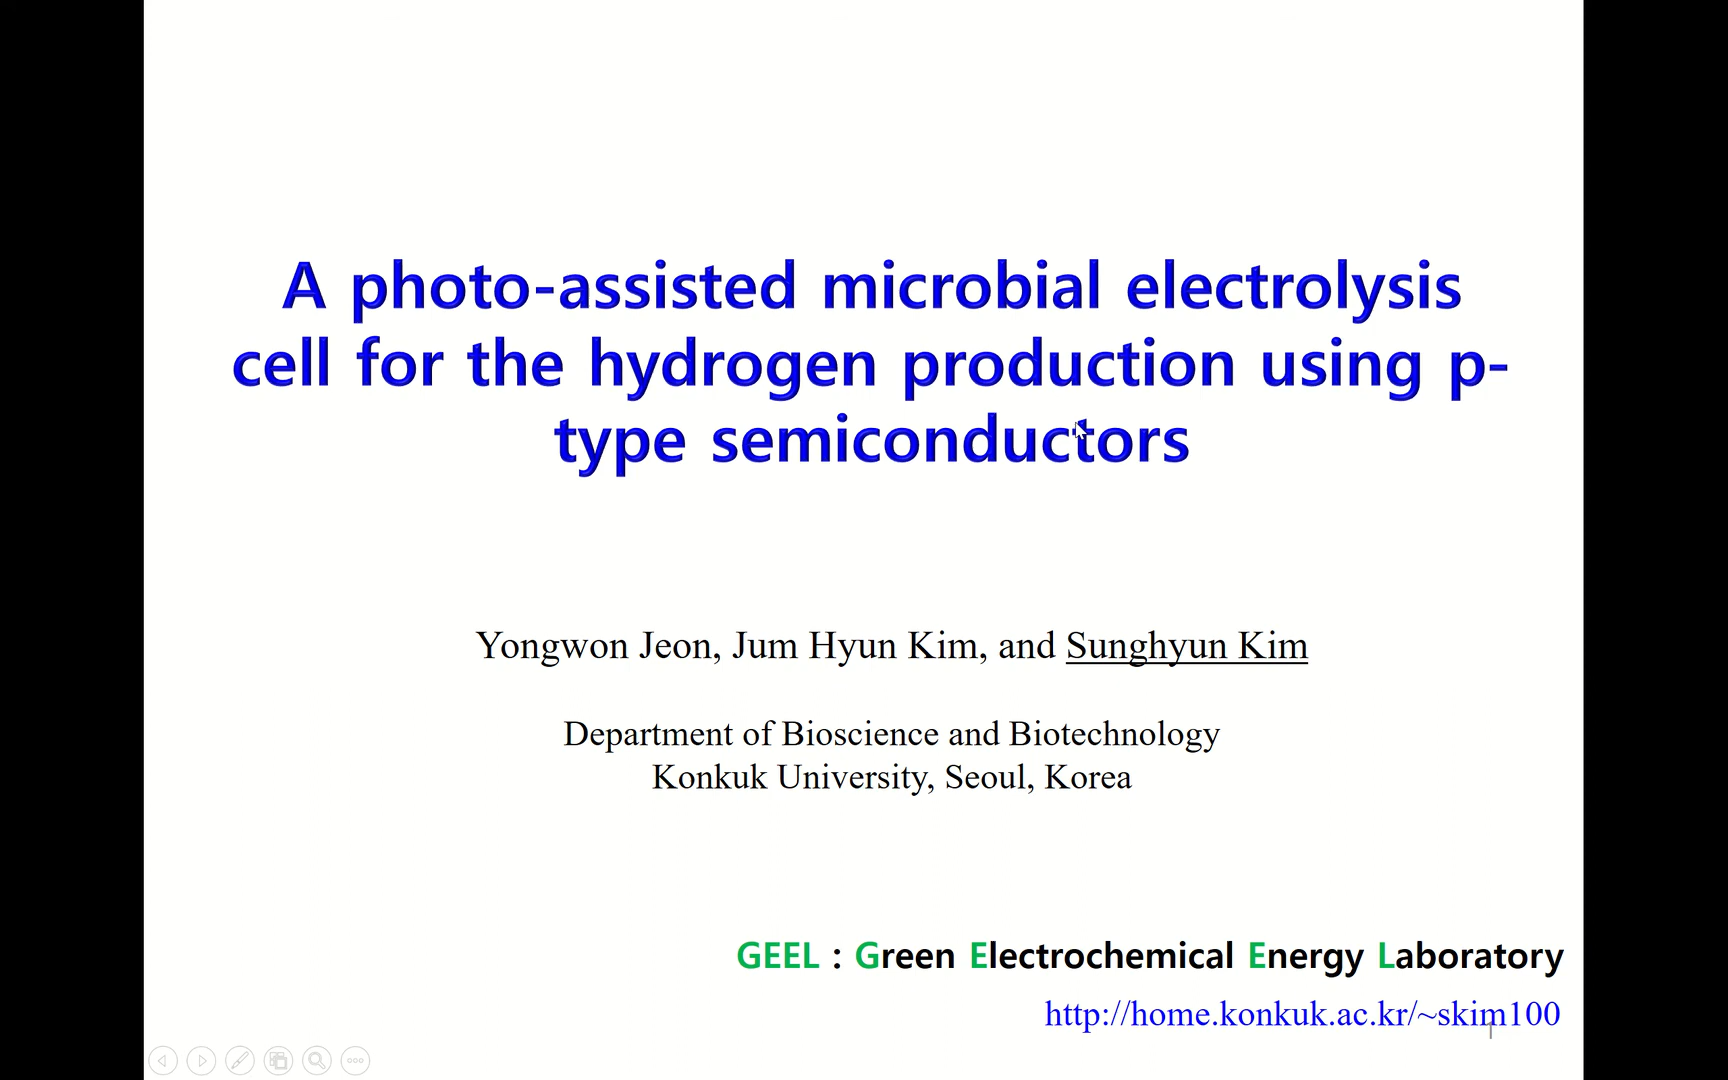 A photo-assisted microbial electrolysis
cell for the hydrogen production using p-
type semiconductors
Yongwon Jeon, Jum Hyun Kim, and Sunghyun Kim
Department of Bioscience and Biotechnology
Konkuk University, Seoul, Korea
GEEL : Green Electrochemical Energy Laboratory
http://home.konkuk.ac.kr/~skim100
1